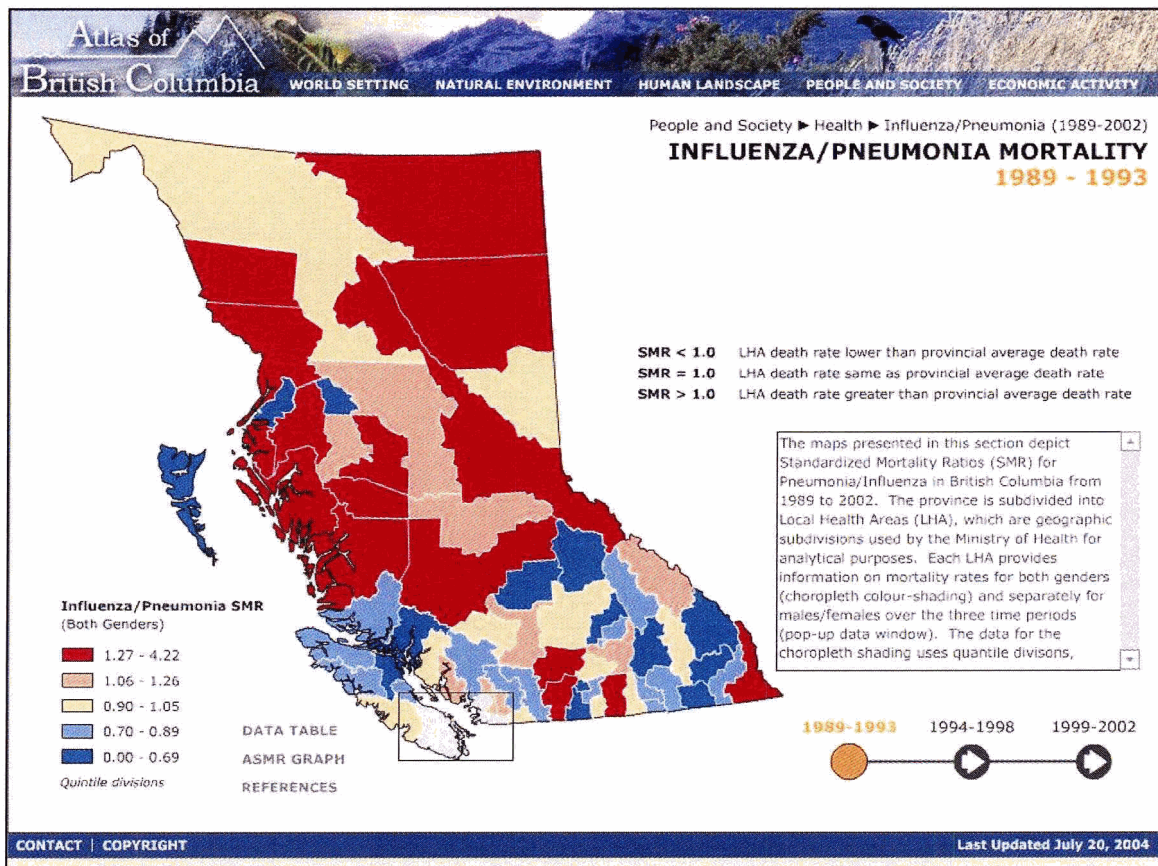 Atlas of
British Columbia
WORLD SETTING NATURAL ENVIRONMENT HUMAN LANDSCAPE PEOPLE AND SOCIETY ECONOMIC ACTIVITY
People and Society ▶ Health ▶ Influenza/Pneumonia (1989-2002)
INFLUENZA/PNEUMONIA MORTALITY
1989 - 1993
SMR < 1.0 LHA death rate lower than provincial average death rate
SMR = 1.0 LHA death rate same as provincial average death rate
SMR > 1.0 LHA death rate greater than provincial average death rate
The maps presented in this section depict
Standardized Mortality Ratios (SMR) for
Pneumonia/Influenza in British Columbia from
1989 to 2002. The province is subdivided into
Local Health Areas (LHA), which are geographic
subdivisions used by the Ministry of Health for
analytical purposes. Each LHA provides
information on mortality rates for both genders
(choropleth colour-shading) and separately for
males/females over the three time periods
(pop-up data window). The data for the
choropleth shading uses quantile divisons,
Influenza/Pneumonia SMR
(Both Genders)
1.27 - 4.22
1.06 - 1.26
0.90 - 1.05
0.70 - 0.89
0.00 - 0.69
Quintile divisions
DATA TABLE
ASMR GRAPH
REFERENCES
1989-1993 1994-1998 1999-2002
CONTACT | COPYRIGHT Last Updated July 20, 2004